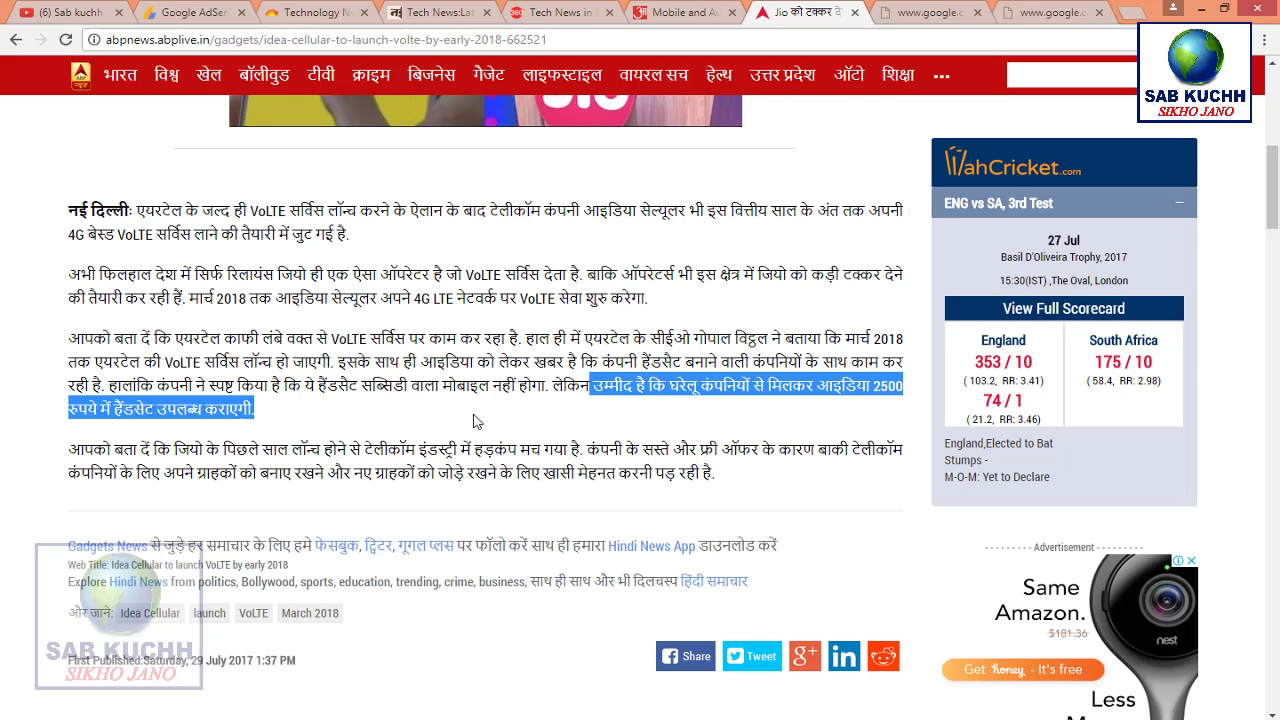 Sab kuchh
Google AdSen
Technology N
Tech News:Lat
Tech News in
Mobile and Au
Jio को टक्कर दे
www.google.c
www.google.c
abpnews.abplive.in/gadgets/idea-cellular-to-launch-volte-by-early-2018-662521
भारत विश्व खेल बॉलीवुड टीवी क्राइम बिजनेस गैजेट लाइफस्टाइल वायरल सच हेल्थ उत्तर प्रदेश ऑटो शिक्षा •••
SAB KUCHH
SIKHO JANO
नई दिल्ली: एयरटेल के जल्द ही VoLTE सर्विस लॉन्च करने के ऐलान के बाद टेलीकॉम कंपनी आइडिया सेल्यूलर भी इस वित्तीय साल के अंत तक अपनी
4G बेस्ड VoLTE सर्विस लाने की तैयारी में जुट गई है.
अभी फिलहाल देश में सिर्फ रिलायंस जियो ही एक ऐसा ऑपरेटर है जो VoLTE सर्विस देता है. बाकि ऑपरेटर्स भी इस क्षेत्र में जियो को कड़ी टक्कर देने
की तैयारी कर रही हैं. मार्च 2018 तक आइडिया सेल्यूलर अपने 4G LTE नेटवर्क पर VoLTE सेवा शुरु करेगा.
आपको बता दें कि एयरटेल काफी लंबे वक्त से VoLTE सर्विस पर काम कर रहा है. हाल ही में एयरटेल के सीईओ गोपाल विट्ठल ने बताया कि मार्च 2018
तक एयरटेल की VoLTE सर्विस लॉन्च हो जाएगी. इसके साथ ही आइडिया को लेकर खबर है कि कंपनी हैंडसेट बनाने वाली कंपनियों के साथ काम कर
रही है. हालांकि कंपनी ने स्पष्ट किया है कि ये हैंडसेट सब्सिडी वाला मोबाइल नहीं होगा. लेकिन उम्मीद है कि घरेलू कंपनियों से मिलकर आइडिया 2500
रुपये में हैंडसेट उपलब्ध कराएगी.
आपको बता दें कि जियो के पिछले साल लॉन्च होने से टेलीकॉम इंडस्ट्री में हड़कंप मच गया है. कंपनी के सस्ते और फ्री ऑफर के कारण बाकी टेलीकॉम
कंपनियों के लिए अपने ग्राहकों को बनाए रखने और नए ग्राहकों को जोड़े रखने के लिए खासी मेहनत करनी पड़ रही है.
Gadgets News से जुड़े हर समाचार के लिए हमे फेसबुक, ट्विटर, गूगल प्लस पर फॉलो करें साथ ही हमारा Hindi News App डाउनलोड करें
Web Title: Idea Cellular to launch VoLTE by early 2018
Explore Hindi News from politics, Bollywood, sports, education, trending, crime, business, साथ ही साथ और भी दिलचस्प हिंदी समाचार
और जाने: Idea Cellular launch VoLTE March 2018
SAB KUCHH
SIKHO JANO
First Published:Saturday, 29 July 2017 1:37 PM
Share
Tweet
WahCricket.com
ENG vs SA, 3rd Test
27 Jul
Basil D'Oliveira Trophy, 2017
15:30(IST) ,The Oval, London
View Full Scorecard
England South Africa
353 / 10 175 / 10
( 103.2, RR: 3.41) ( 58.4, RR: 2.98)
74 / 1
( 21.2, RR: 3.46)
England,Elected to Bat
Stumps -
M-O-M: Yet to Declare
Advertisement
Same
Amazon.
$181.36
nest
Get honey - It's free
Less